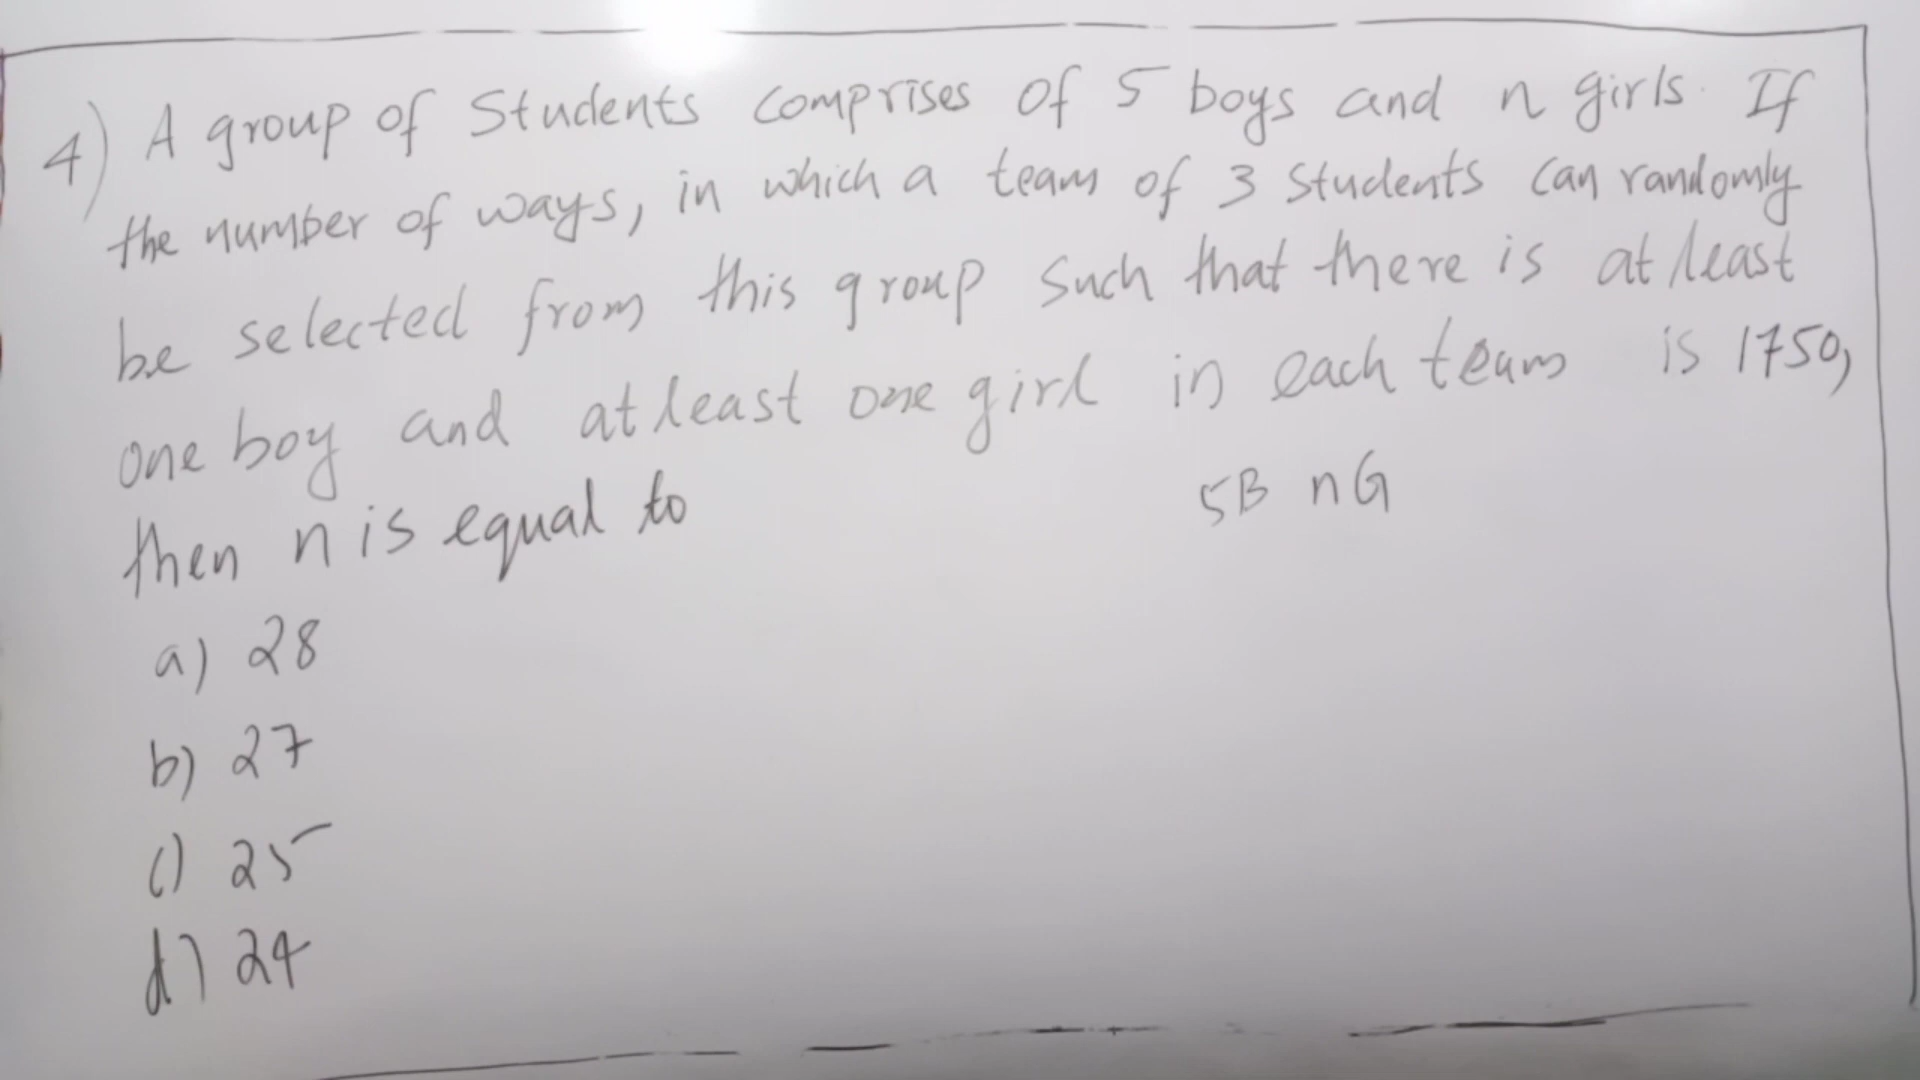 4) A group of Students comprises of 5 boys and n girls. If
the number of ways, in which a team of 3 students can randomly
be selected from this group such that there is at least
one boy and at least one girl in each team is 1750,
then n is equal to
5B nG
a) 28
b) 27
c) 25
d) 24